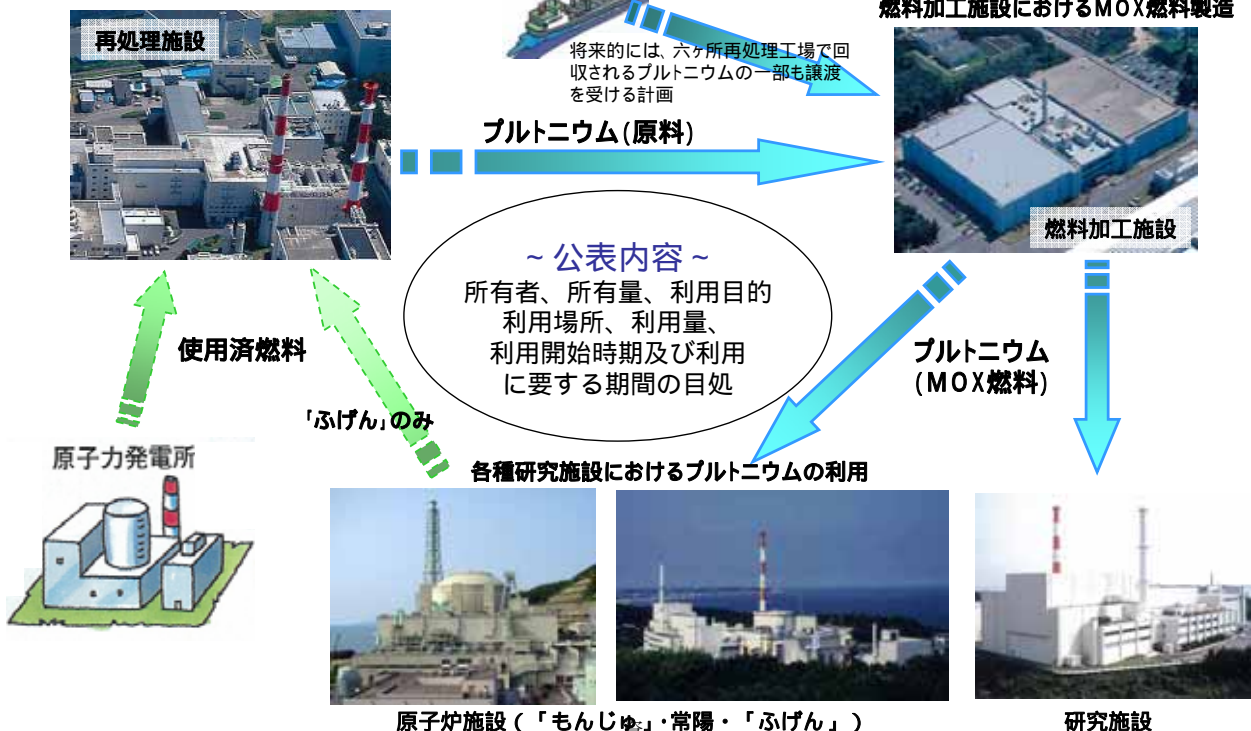 燃料加工施設におけるMOX燃料製造
再処理施設
将来的には、六ヶ所再処理工場で回
収されるプルトニウムの一部も譲渡
を受ける計画
プルトニウム(原料)
燃料加工施設
~公表内容~
所有者、所有量、利用目的
利用場所、利用量、
利用開始時期及び利用
に要する期間の目処
使用済燃料
プルトニウム
(MOX燃料)
「ふげん」のみ
原子力発電所
各種研究施設におけるプルトニウムの利用
原子炉施設(「もんじゅ」・常陽・「ふげん」)
研究施設